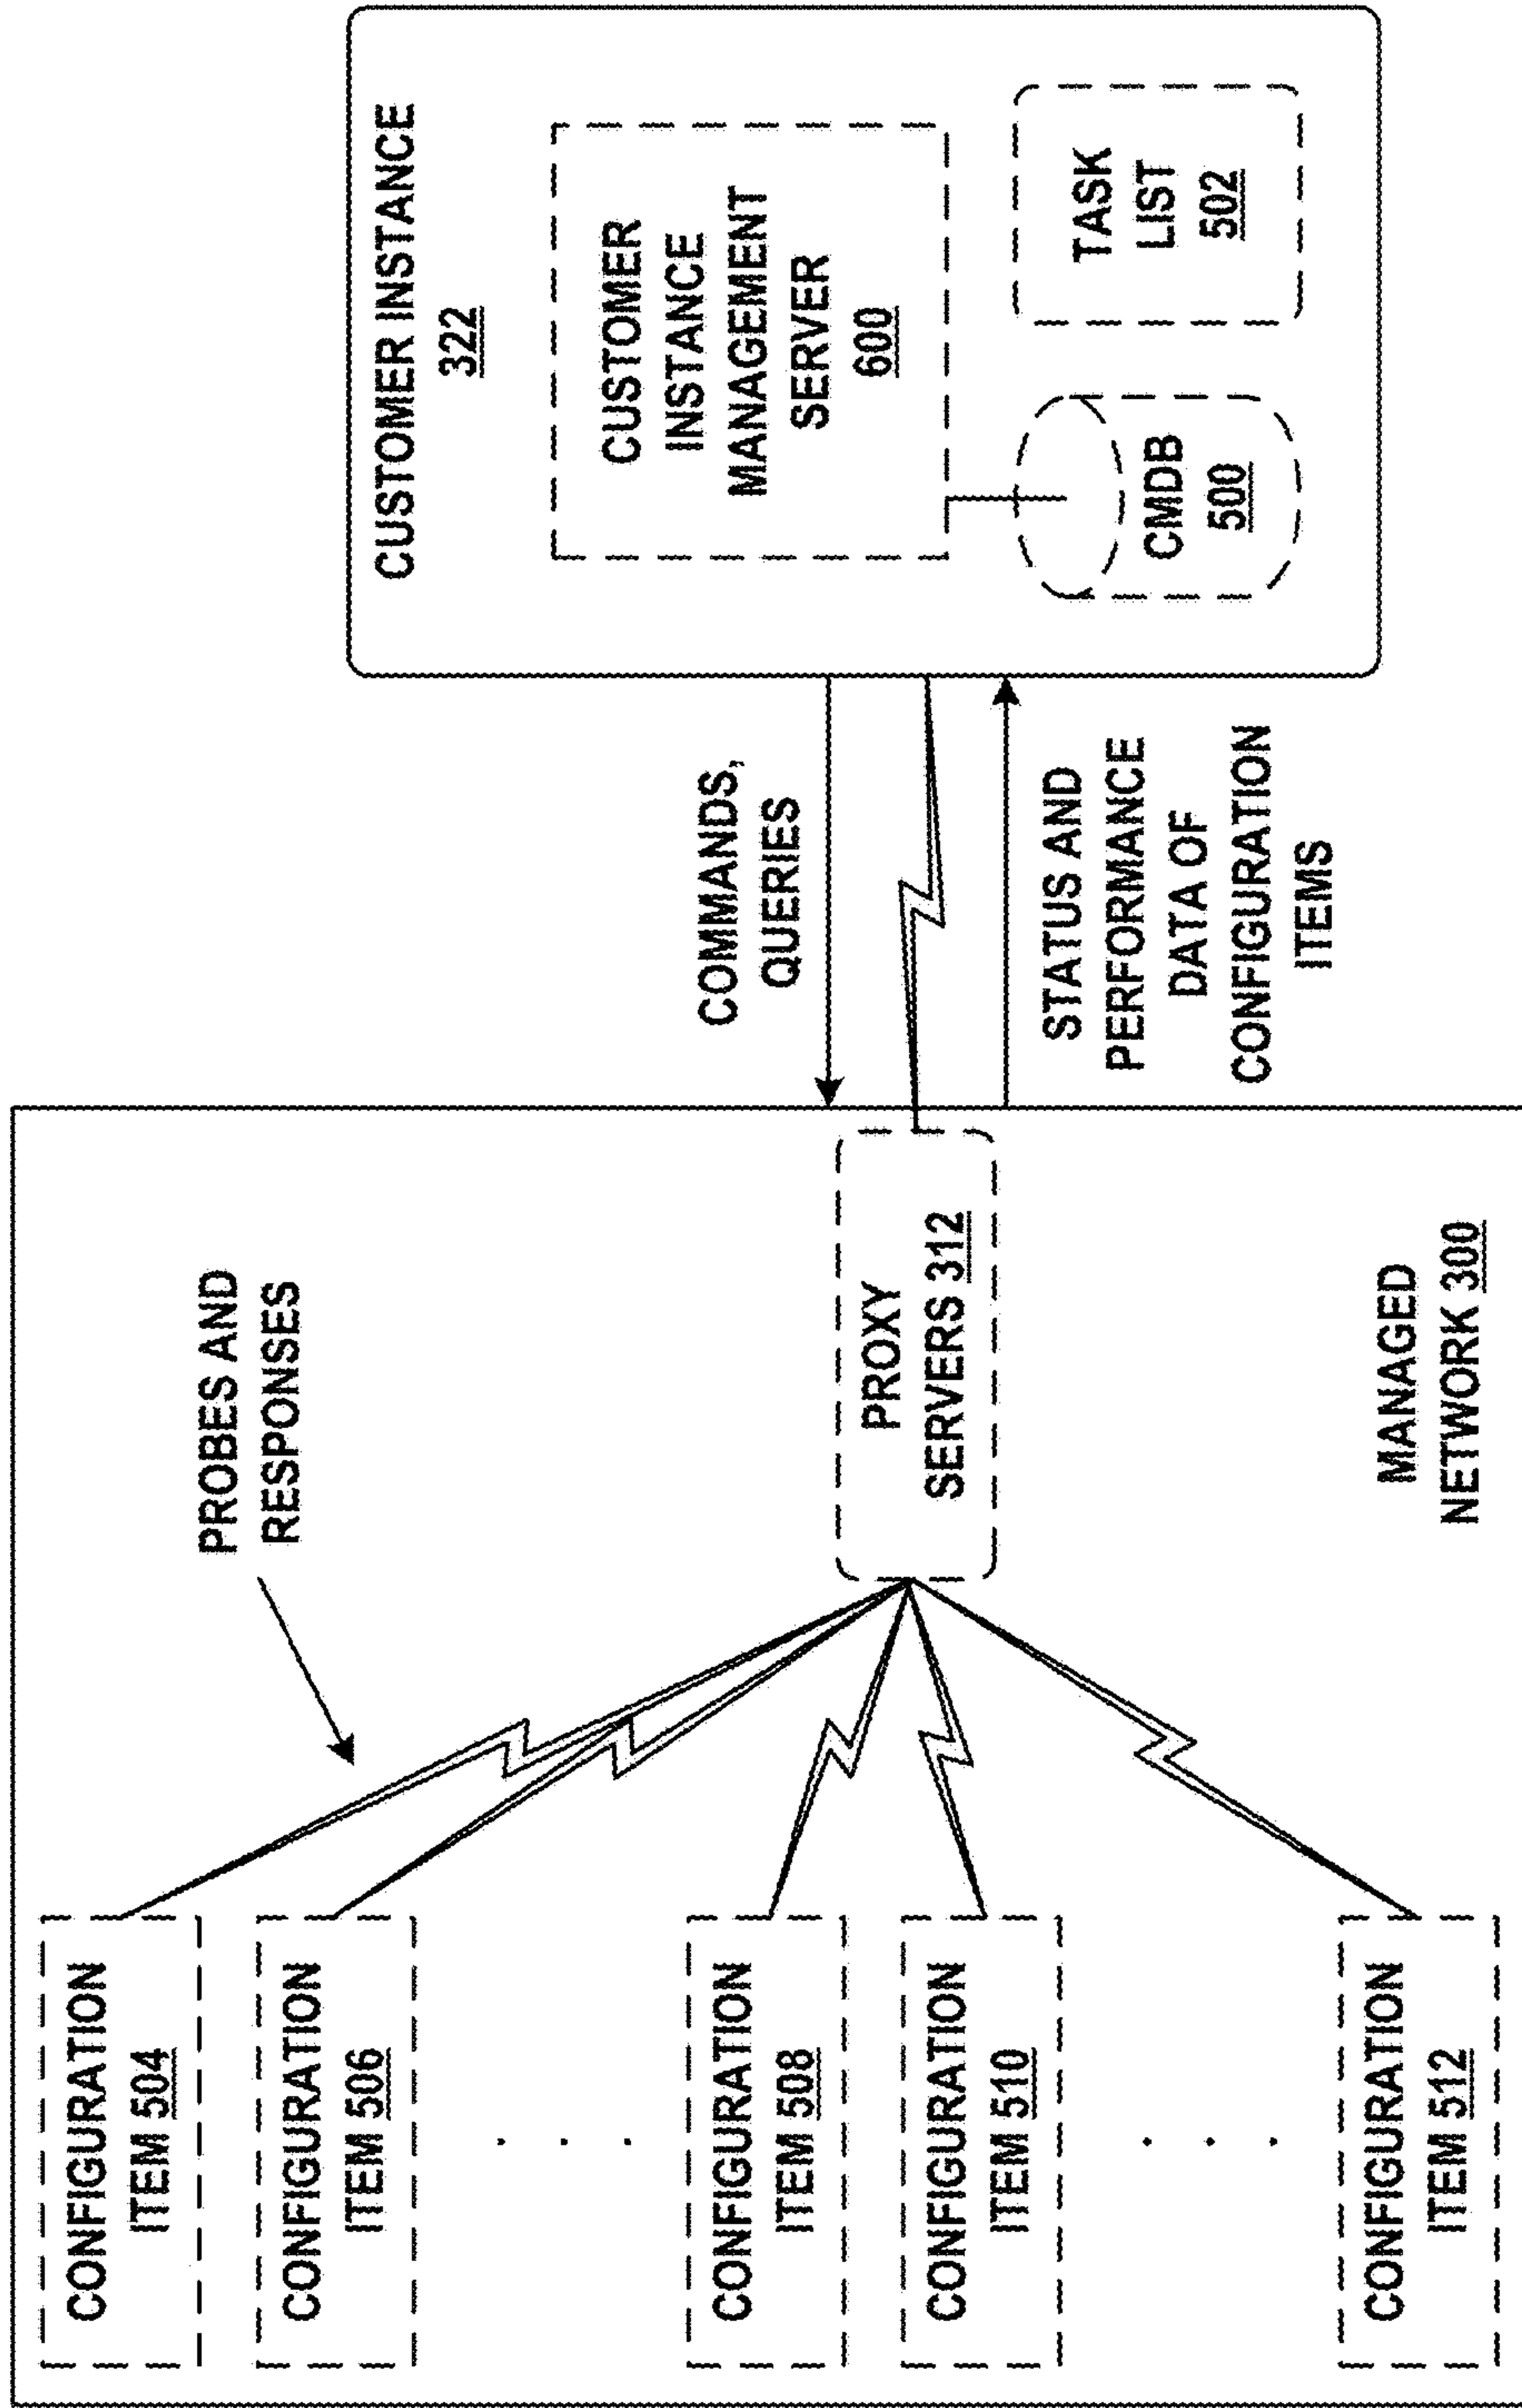 CONFIGURATION
ITEM 504
CONFIGURATION
ITEM 506
. . .
CONFIGURATION
ITEM 508
CONFIGURATION
ITEM 510
. . .
CONFIGURATION
ITEM 512
PROBES AND
RESPONSES
PROXY
SERVERS 312
MANAGED
NETWORK 300
COMMANDS,
QUERIES
STATUS AND
PERFORMANCE
DATA OF
CONFIGURATION
ITEMS
CUSTOMER INSTANCE
322
CUSTOMER
INSTANCE
MANAGEMENT
SERVER
600
CMDB
500
TASK
LIST
502